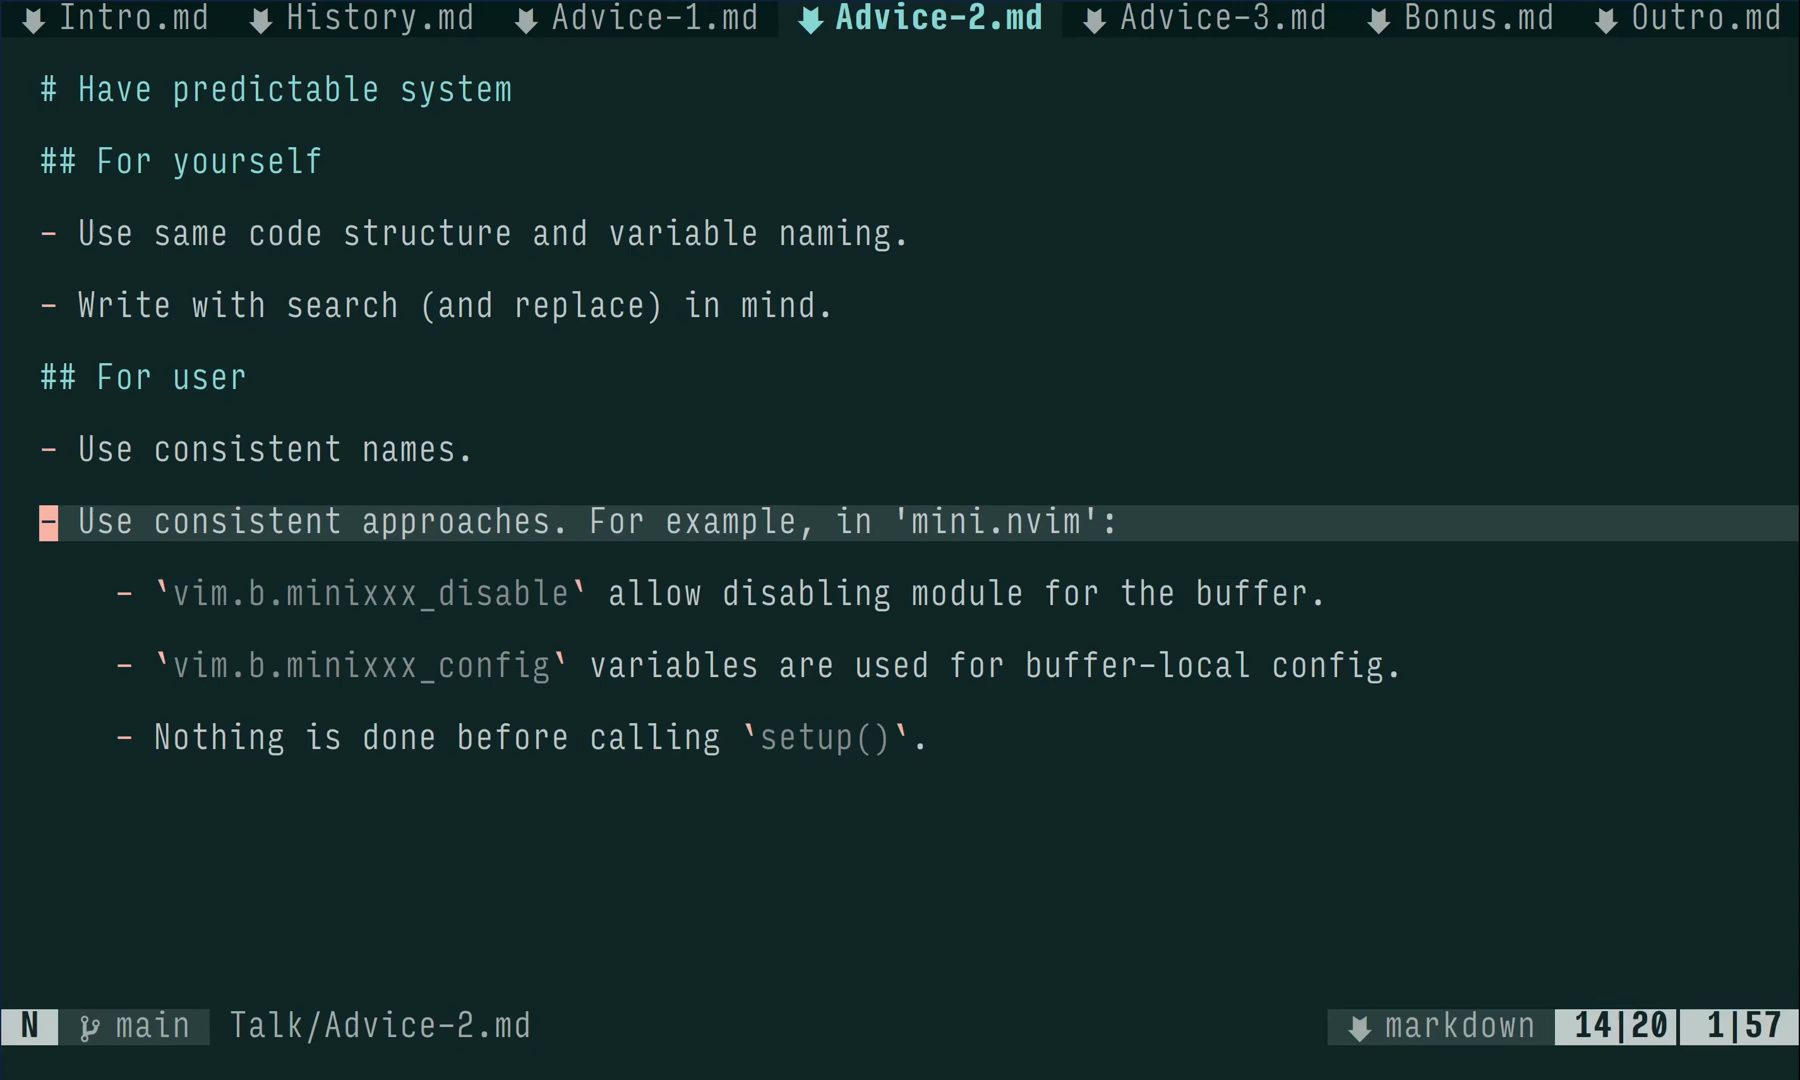 Intro.md History.md Advice-1.md Advice-2.md Advice-3.md Bonus.md Outro.md
# Have predictable system
## For yourself
- Use same code structure and variable naming.
- Write with search (and replace) in mind.
## For user
- Use consistent names.
- Use consistent approaches. For example, in 'mini.nvim':
- `vim.b.minixxx_disable` allow disabling module for the buffer.
- `vim.b.minixxx_config` variables are used for buffer-local config.
- Nothing is done before calling `setup()`.
N main Talk/Advice-2.md markdown 14|20 1|57